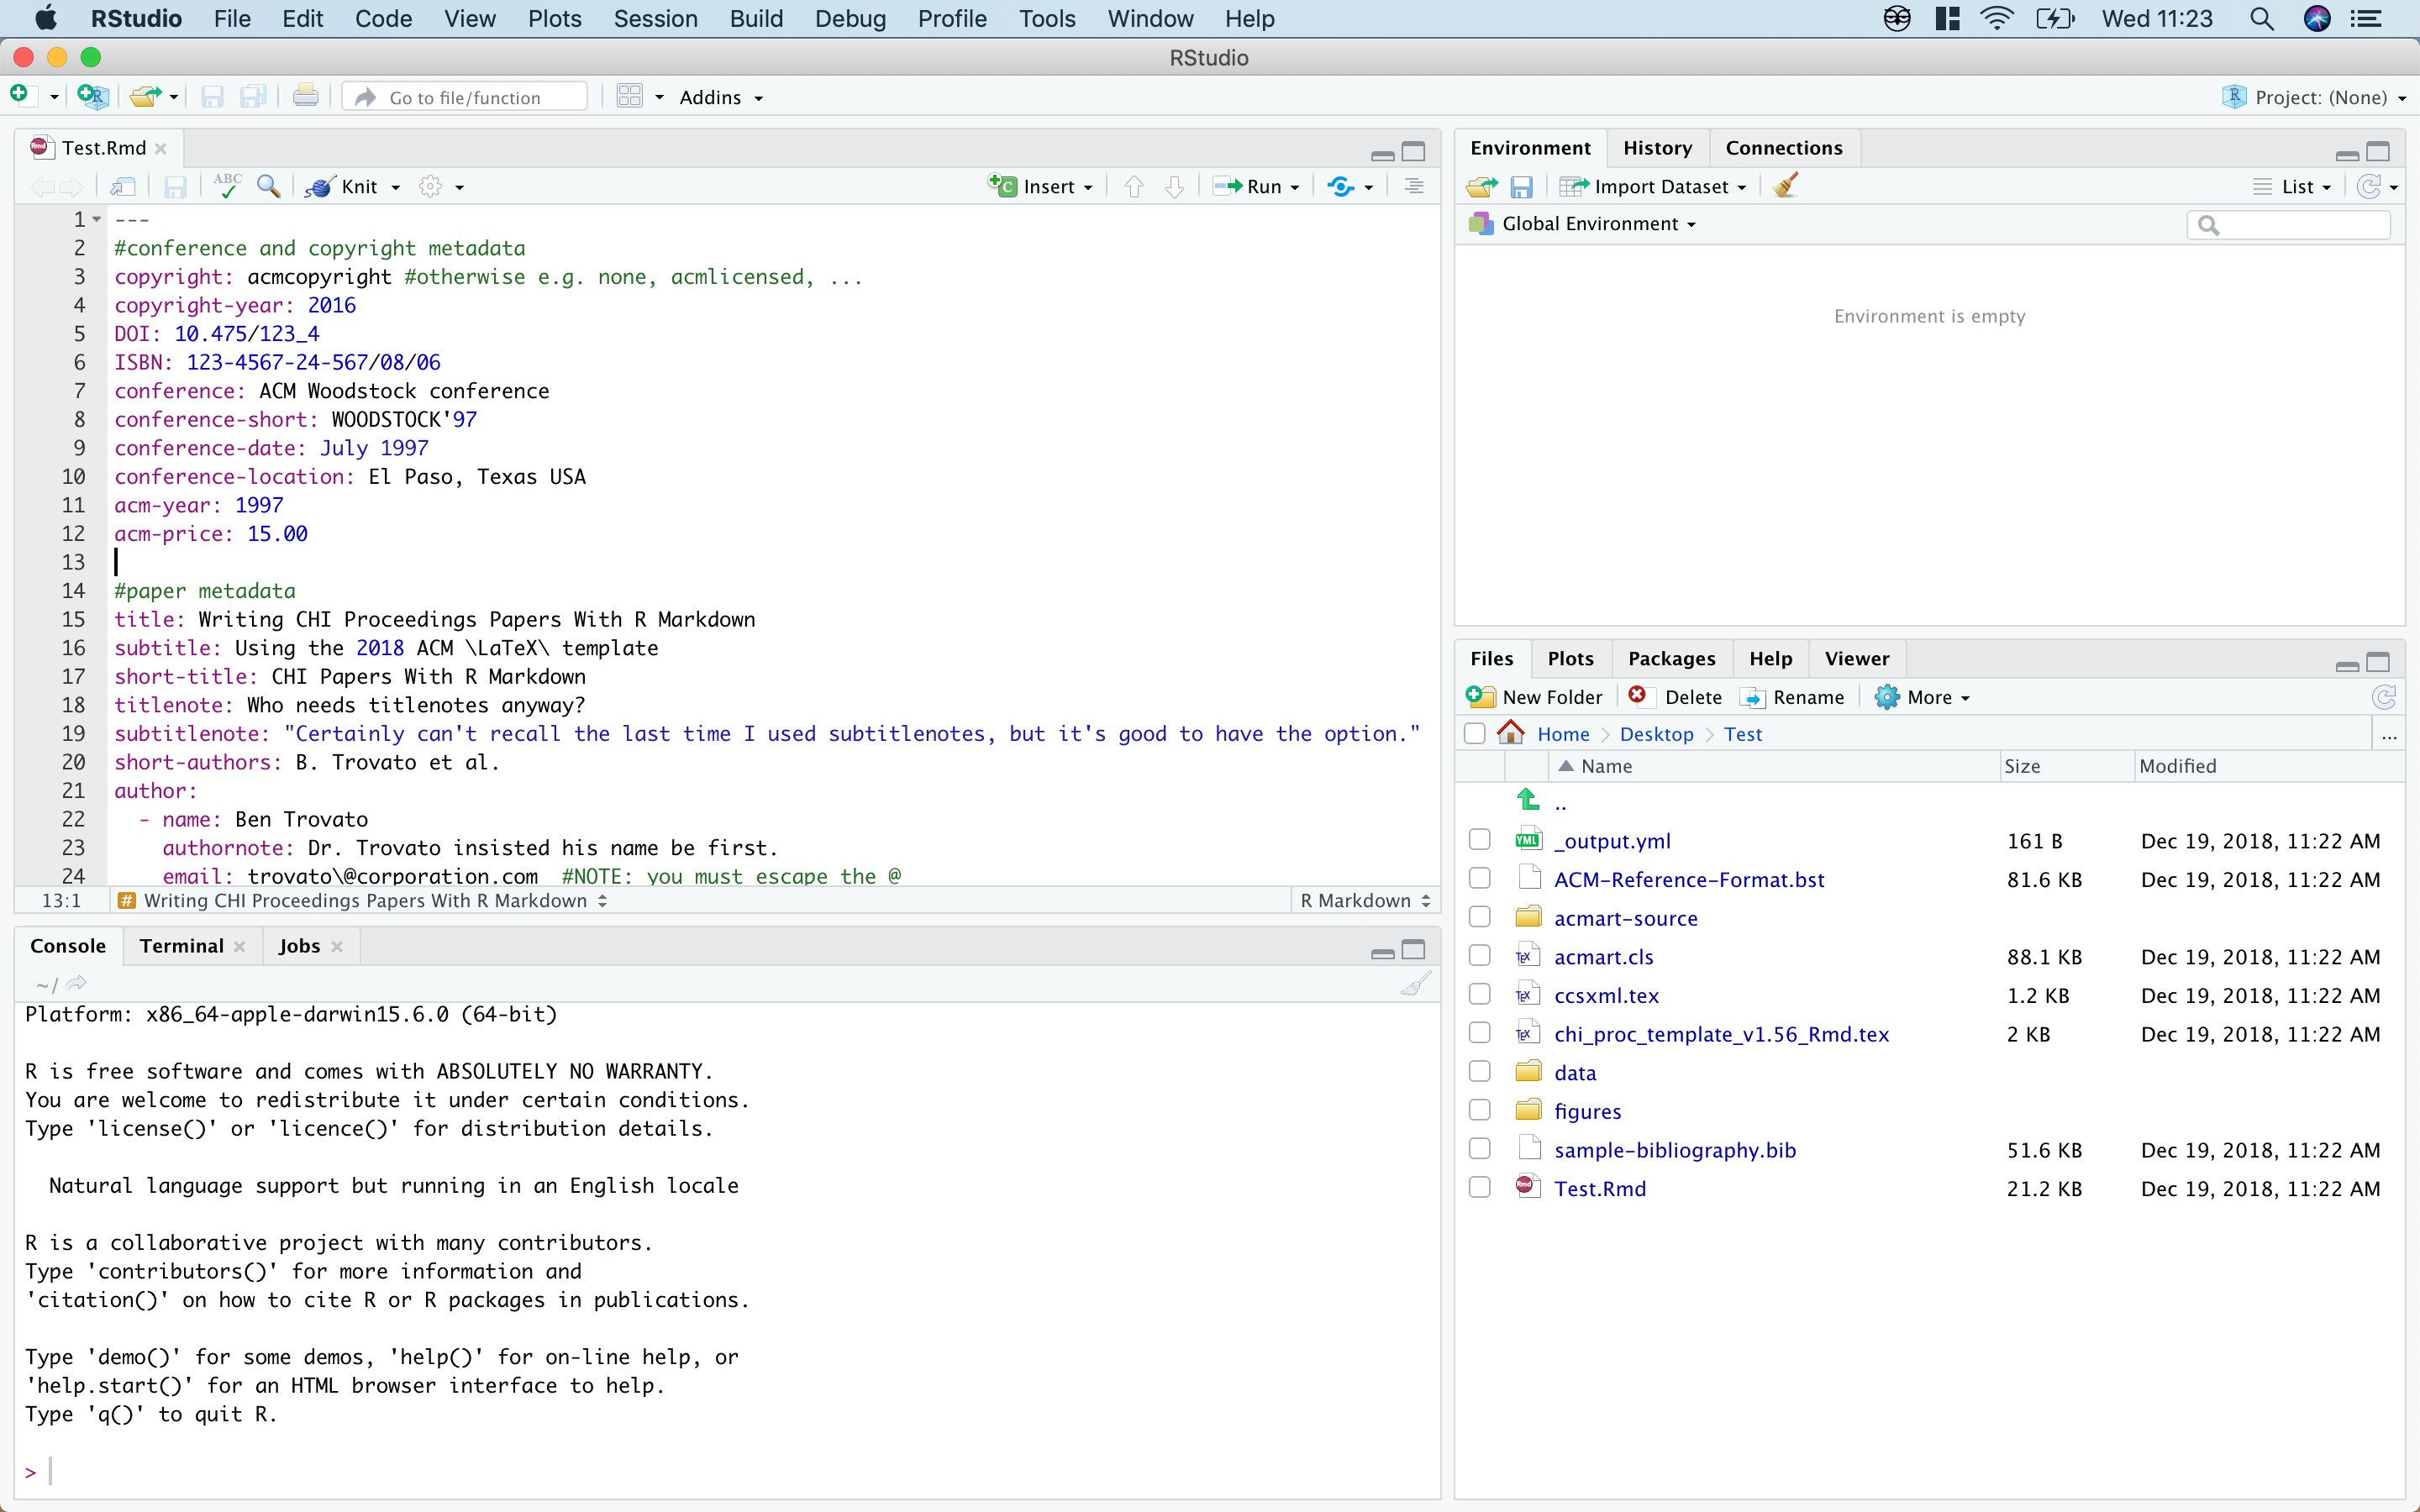 RStudio File Edit Code View Plots Session Build Debug Profile Tools Window Help Wed 11:23
RStudio
Go to file/function Addins Project: (None)
Test.Rmd
ABC Knit Insert Run
1 ---
2 #conference and copyright metadata
3 copyright: acmcopyright #otherwise e.g. none, acmlicensed, ...
4 copyright-year: 2016
5 DOI: 10.475/123_4
6 ISBN: 123-4567-24-567/08/06
7 conference: ACM Woodstock conference
8 conference-short: WOODSTOCK'97
9 conference-date: July 1997
10 conference-location: El Paso, Texas USA
11 acm-year: 1997
12 acm-price: 15.00
13
14 #paper metadata
15 title: Writing CHI Proceedings Papers With R Markdown
16 subtitle: Using the 2018 ACM \LaTeX\ template
17 short-title: CHI Papers With R Markdown
18 titlenote: Who needs titlenotes anyway?
19 subtitlenote: "Certainly can't recall the last time I used subtitlenotes, but it's good to have the option."
20 short-authors: B. Trovato et al.
21 author:
22 - name: Ben Trovato
23 authornote: Dr. Trovato insisted his name be first.
24 email: trovato\@corporation.com #NOTE: you must escape the @
13:1 # Writing CHI Proceedings Papers With R Markdown R Markdown
Console Terminal Jobs
~/
Platform: x86_64-apple-darwin15.6.0 (64-bit)
R is free software and comes with ABSOLUTELY NO WARRANTY.
You are welcome to redistribute it under certain conditions.
Type 'license()' or 'licence()' for distribution details.
Natural language support but running in an English locale
R is a collaborative project with many contributors.
Type 'contributors()' for more information and
'citation()' on how to cite R or R packages in publications.
Type 'demo()' for some demos, 'help()' for on-line help, or
'help.start()' for an HTML browser interface to help.
Type 'q()' to quit R.
>
Environment History Connections
Import Dataset List
Global Environment
Environment is empty
Files Plots Packages Help Viewer
New Folder Delete Rename More
Home Desktop Test ...
Name Size Modified
..
YML _output.yml 161 B Dec 19, 2018, 11:22 AM
ACM-Reference-Format.bst 81.6 KB Dec 19, 2018, 11:22 AM
acmart-source
TEX acmart.cls 88.1 KB Dec 19, 2018, 11:22 AM
TEX ccsxml.tex 1.2 KB Dec 19, 2018, 11:22 AM
TEX chi_proc_template_v1.56_Rmd.tex 2 KB Dec 19, 2018, 11:22 AM
data
figures
sample-bibliography.bib 51.6 KB Dec 19, 2018, 11:22 AM
Rmd Test.Rmd 21.2 KB Dec 19, 2018, 11:22 AM